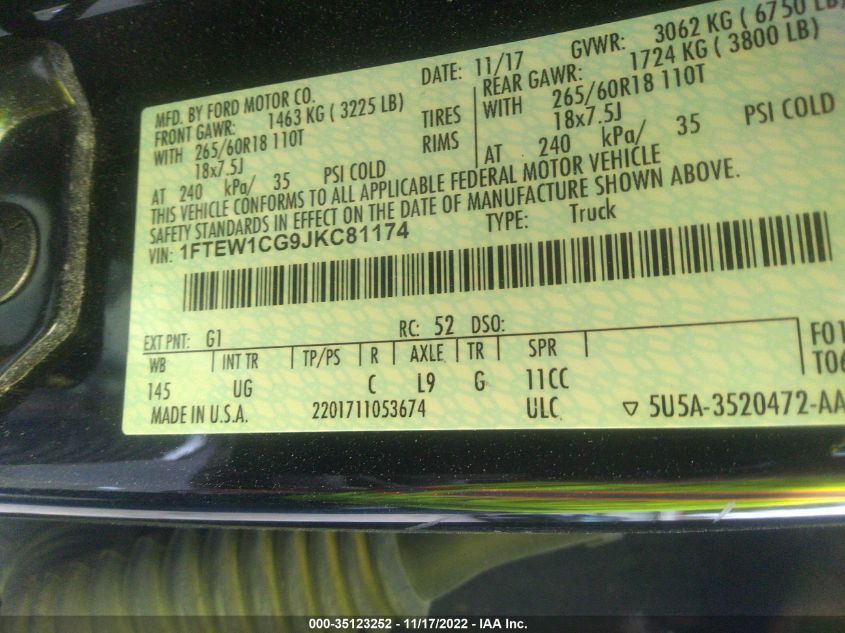 MFD. BY FORD MOTOR CO.
DATE: 11/17
GVWR: 3062 KG ( 6750 LB)
FRONT GAWR: 1463 KG ( 3225 LB)
REAR GAWR: 1724 KG ( 3800 LB)
WITH 265/60R18 110T TIRES
WITH 265/60R18 110T
18x7.5J RIMS
18x7.5J
AT 240 kPa/ 35 PSI COLD
AT 240 kPa/ 35 PSI COLD
THIS VEHICLE CONFORMS TO ALL APPLICABLE FEDERAL MOTOR VEHICLE
SAFETY STANDARDS IN EFFECT ON THE DATE OF MANUFACTURE SHOWN ABOVE.
VIN: 1FTEW1CG9JKC81174
TYPE: Truck
EXT PNT: G1 RC: 52 DSO:
WB INT TR TP/PS R AXLE TR SPR
145 UG C L9 G 11CC
F01
T06
MADE IN U.S.A. 2201711053674 ULC ▽ 5U5A-3520472-AA
000-35123252 - 11/17/2022 - IAA Inc.